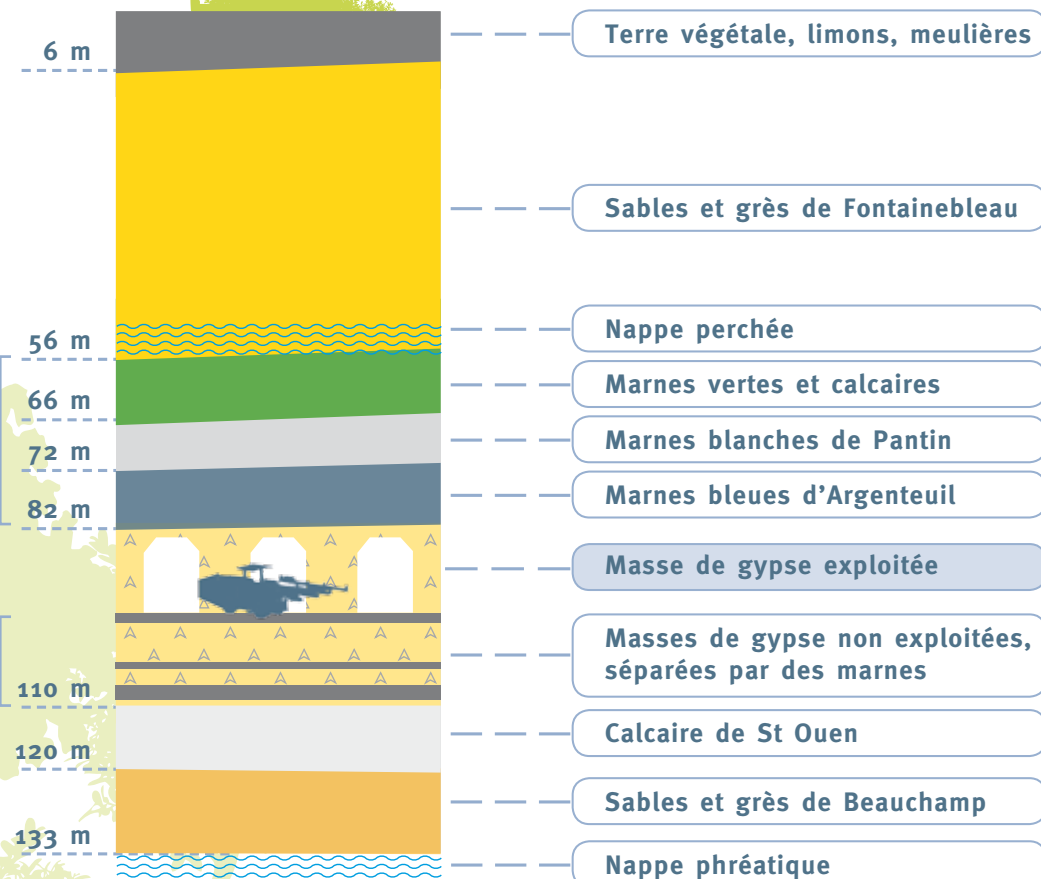 Terre végétale, limons, meulières
6 m
Sables et grès de Fontainebleau
Nappe perchée
56 m
Marnes vertes et calcaires
66 m
Marnes blanches de Pantin
72 m
Marnes bleues d'Argenteuil
82 m
Masse de gypse exploitée
Masses de gypse non exploitées,
séparées par des marnes
110 m
Calcaire de St Ouen
120 m
Sables et grès de Beauchamp
133 m
Nappe phréatique